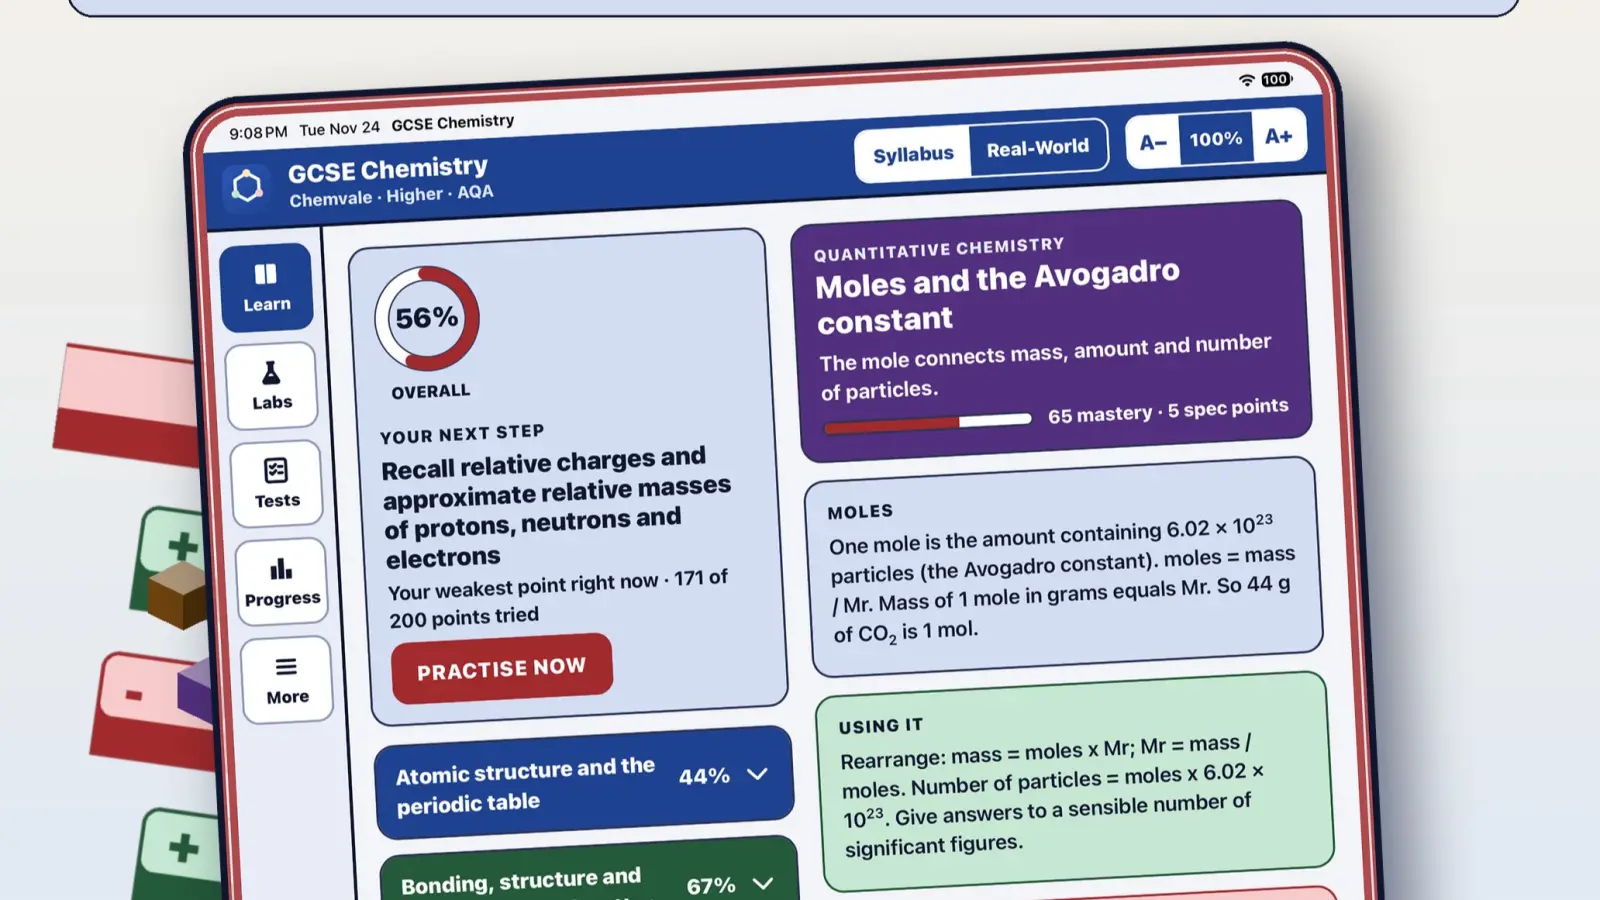 9:08 PM Tue Nov 24 GCSE Chemistry
100
GCSE Chemistry
Chemvale · Higher · AQA
Syllabus
Real-World
A−
100%
A+
Learn
Labs
Tests
Progress
More
56%
OVERALL
YOUR NEXT STEP
Recall relative charges and
approximate relative masses
of protons, neutrons and
electrons
Your weakest point right now · 171 of
200 points tried
PRACTISE NOW
Atomic structure and the
periodic table
44%
Bonding, structure and
67%
QUANTITATIVE CHEMISTRY
Moles and the Avogadro
constant
The mole connects mass, amount and number
of particles.
65 mastery · 5 spec points
MOLES
One mole is the amount containing 6.02 × 10²³
particles (the Avogadro constant). moles = mass
/ Mr. Mass of 1 mole in grams equals Mr. So 44 g
of CO₂ is 1 mol.
USING IT
Rearrange: mass = moles x Mr; Mr = mass /
moles. Number of particles = moles x 6.02 ×
10²³. Give answers to a sensible number of
significant figures.